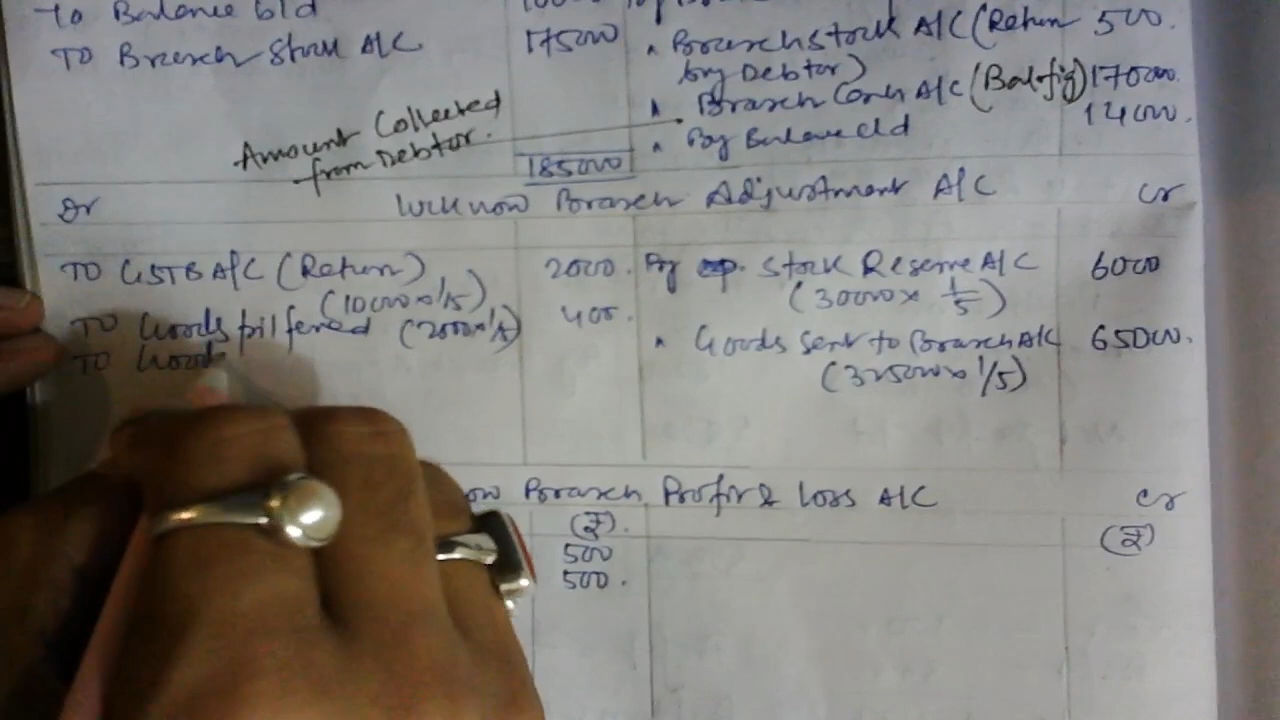 To Balance b/d
TO Branch Stock A/C 175000 " Branch stock A/C (Return 500.
by Debtor)
" Branch Cash A/C (Bal.fig) 170000.
Amount Collected from Debtor.
" By Balance c/d 14000.
185000
Dr Lucknow Branch Adjustment A/C Cr
TO GSTB A/C (Return) 2000. By Stock Reserve A/C 6000
(10000x1/5) (30000x 1/5)
TO Goods pilfered (2000x1/5) 400. " Goods Sent to Branch A/C 65000.
TO Goods (325000x 1/5)
ow Branch Profit & Loss A/C Cr
(₹). (₹)
500
500.